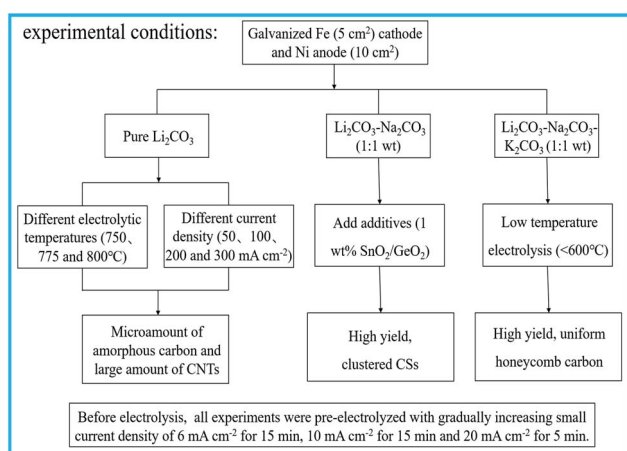 experimental conditions:
Galvanized Fe (5 cm²) cathode
and Ni anode (10 cm²)
Pure Li₂CO₃
Li₂CO₃-Na₂CO₃
(1:1 wt)
Li₂CO₃-Na₂CO₃-
K₂CO₃ (1:1 wt)
Different electrolytic
temperatures (750、
775 and 800℃)
Different current
density (50、100、
200 and 300 mA cm⁻²)
Add additives (1
wt% SnO₂/GeO₂)
Low temperature
electrolysis (<600℃)
Microamount of
amorphous carbon and
large amount of CNTs
High yield,
clustered CSs
High yield, uniform
honeycomb carbon
Before electrolysis, all experiments were pre-electrolyzed with gradually increasing small
current density of 6 mA cm⁻² for 15 min, 10 mA cm⁻² for 15 min and 20 mA cm⁻² for 5 min.